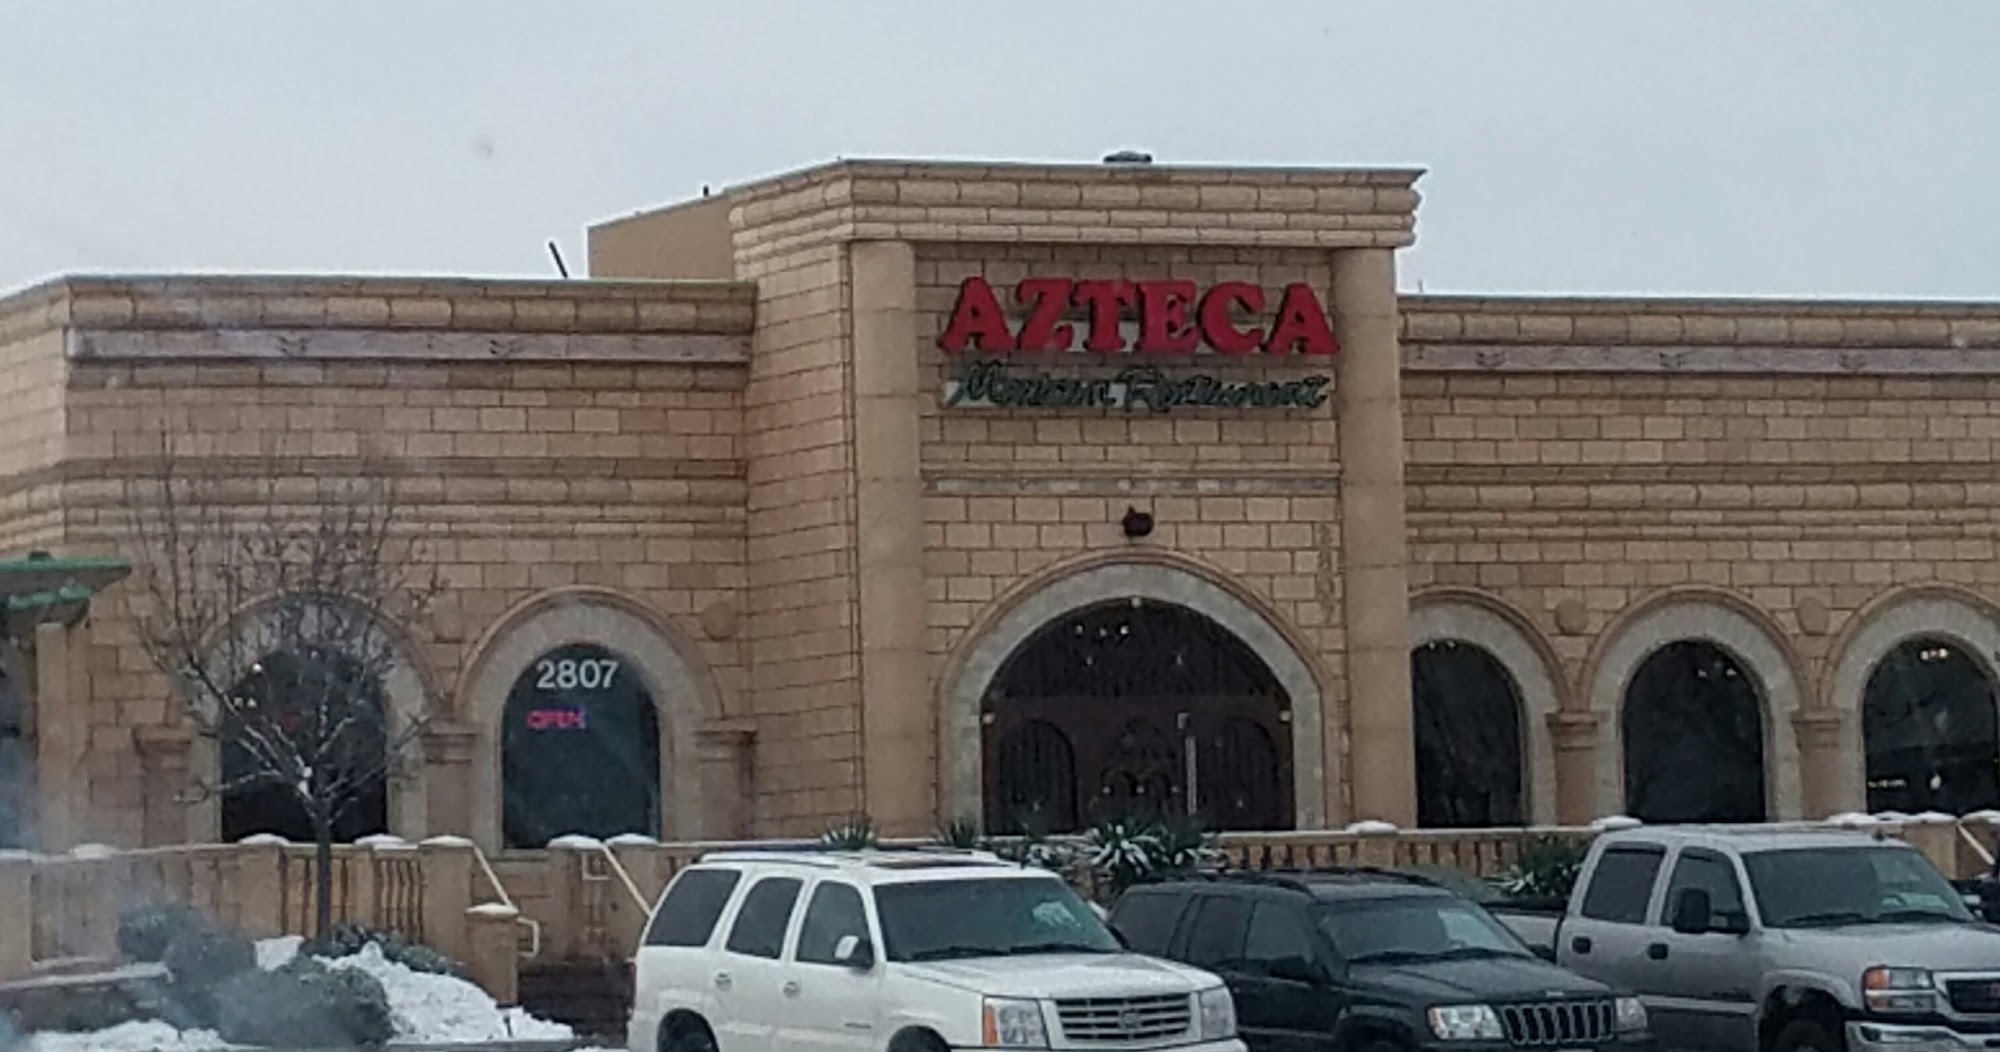 AZTECA
Mexican Restaurant
2807
OPEN